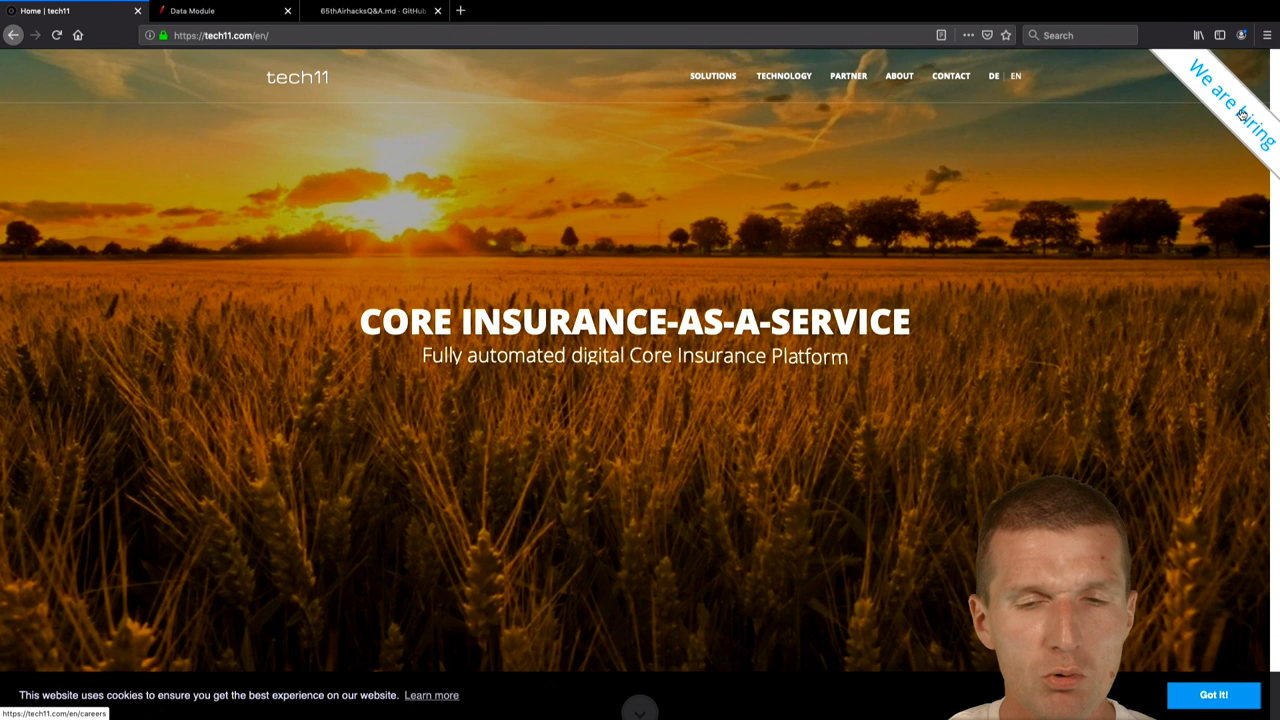 Home | tech11
Data Module
65thAirhacksQ&A.md - GitHub
https://tech11.com/en/
Search
tech11
SOLUTIONS
TECHNOLOGY
PARTNER
ABOUT
CONTACT
DE
EN
We are hiring
CORE INSURANCE-AS-A-SERVICE
Fully automated digital Core Insurance Platform
This website uses cookies to ensure you get the best experience on our website. Learn more
Got it!
https://tech11.com/en/careers